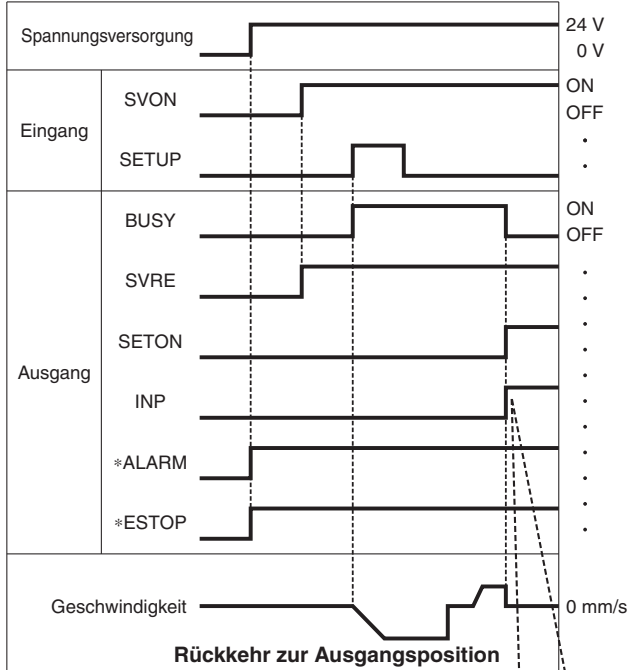 Spannungsversorgung
24 V
0 V
Eingang
SVON
ON
OFF
SETUP
Ausgang
BUSY
ON
OFF
SVRE
SETON
INP
*ALARM
*ESTOP
Geschwindigkeit
0 mm/s
Rückkehr zur Ausgangsposition